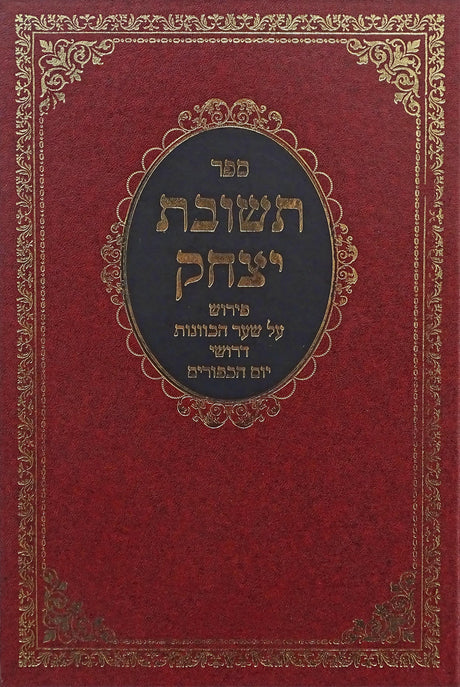 ספר
תשובת
יצחק
פירוש
על שער הכוונות
דרושי
יום הכפורים